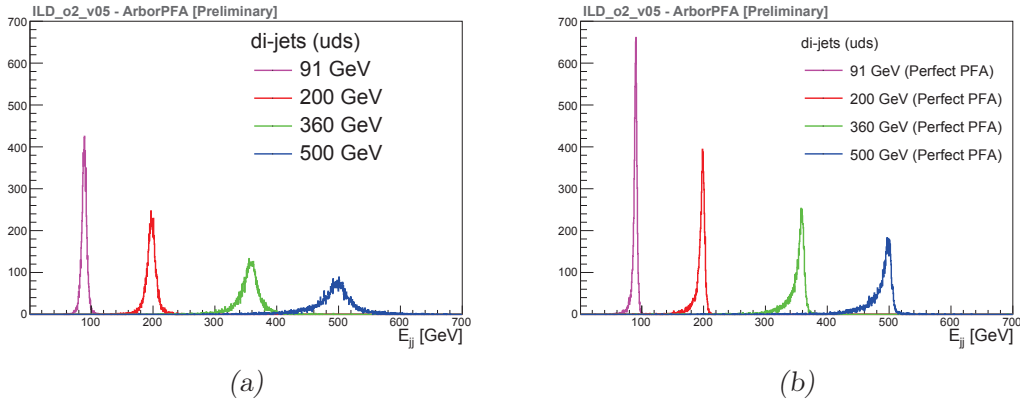 ILD_o2_v05 - ArborPFA [Preliminary]
700
600
500
400
300
200
100
0
di-jets (uds)
91 GeV
200 GeV
360 GeV
500 GeV
100 200 300 400 500 600 700
E_jj [GeV]
(a)
ILD_o2_v05 - ArborPFA [Preliminary]
700
600
500
400
300
200
100
0
di-jets (uds)
91 GeV (Perfect PFA)
200 GeV (Perfect PFA)
360 GeV (Perfect PFA)
500 GeV (Perfect PFA)
100 200 300 400 500 600 700
E_jj [GeV]
(b)